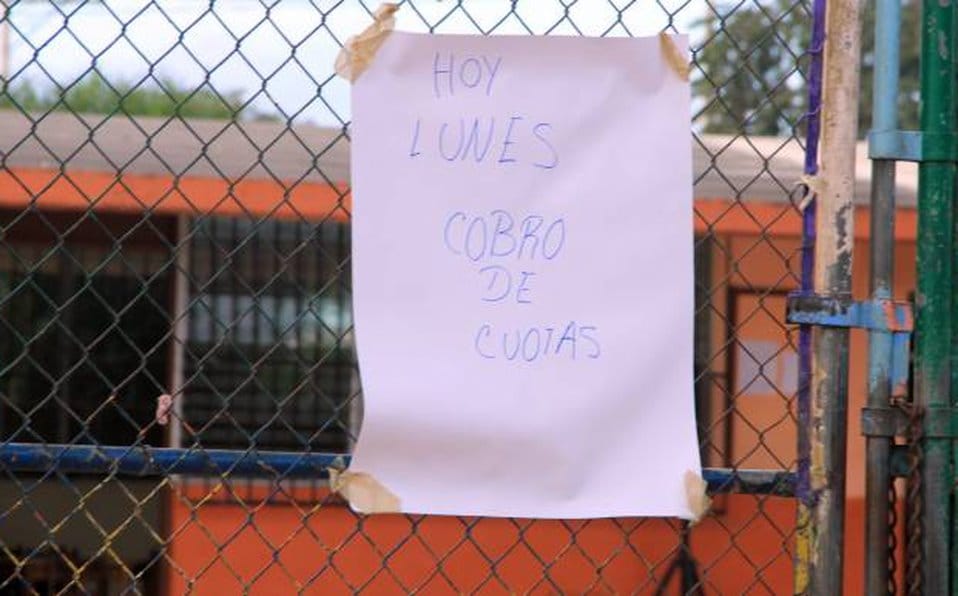 HOY
LUNES
COBRO
DE
CUOTAS